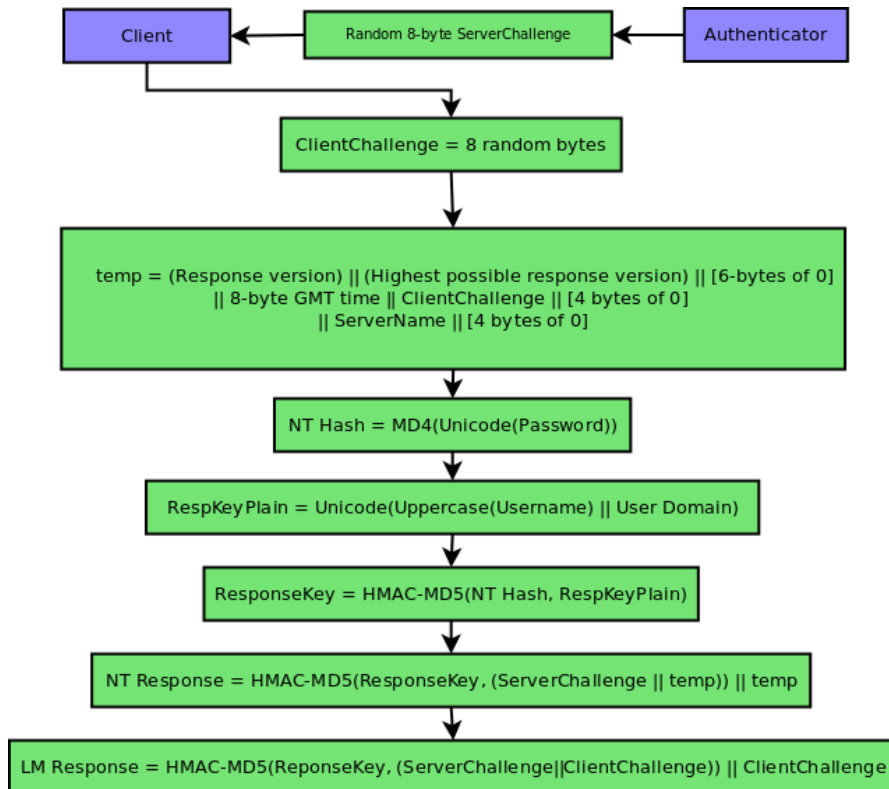 Client
Random 8-byte ServerChallenge
Authenticator
ClientChallenge = 8 random bytes
temp = (Response version) || (Highest possible response version) || [6-bytes of 0]
|| 8-byte GMT time || ClientChallenge || [4 bytes of 0]
|| ServerName || [4 bytes of 0]
NT Hash = MD4(Unicode(Password))
RespKeyPlain = Unicode(Uppercase(Username) || User Domain)
ResponseKey = HMAC-MD5(NT Hash, RespKeyPlain)
NT Response = HMAC-MD5(ResponseKey, (ServerChallenge || temp)) || temp
LM Response = HMAC-MD5(ReponseKey, (ServerChallenge||ClientChallenge)) || ClientChallenge